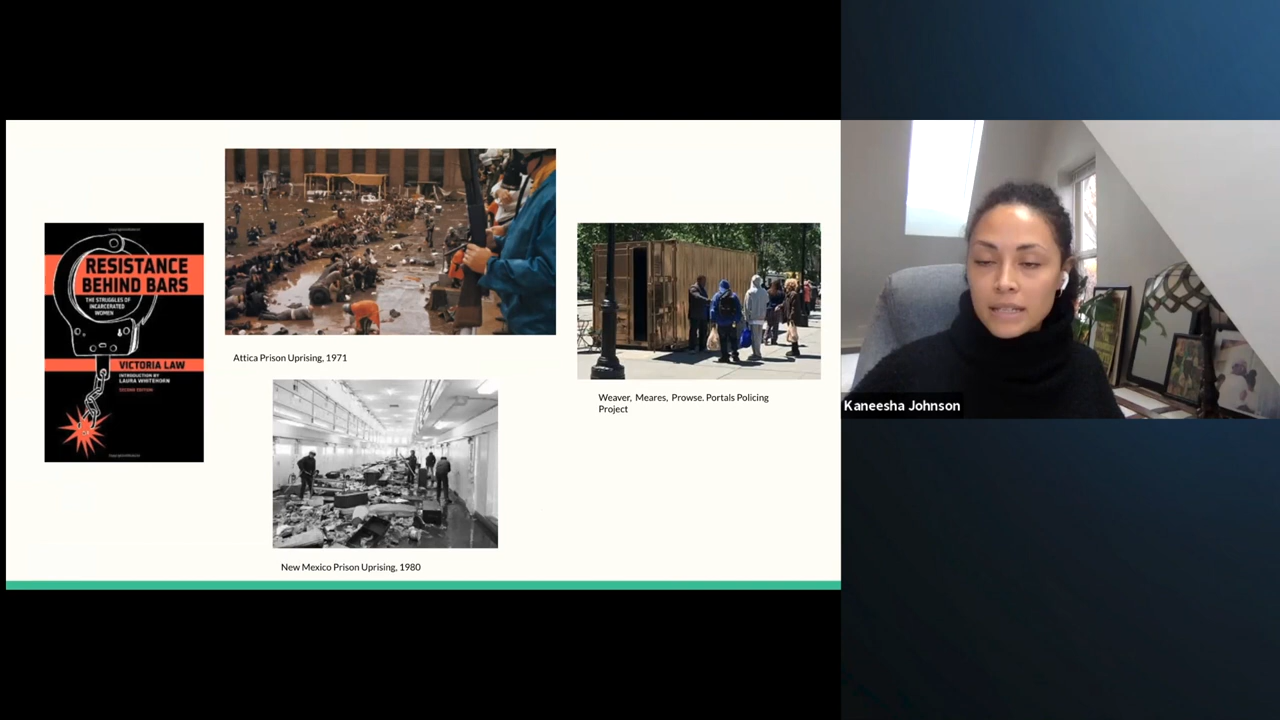 RESISTANCE
BEHIND BARS
THE STRUGGLES OF
INCARCERATED
WOMEN
VICTORIA LAW
INTRODUCTION BY
LAURA WHITEHORN
SECOND EDITION
Attica Prison Uprising, 1971
New Mexico Prison Uprising, 1980
Weaver, Meares, Prowse. Portals Policing
Project
Kaneesha Johnson